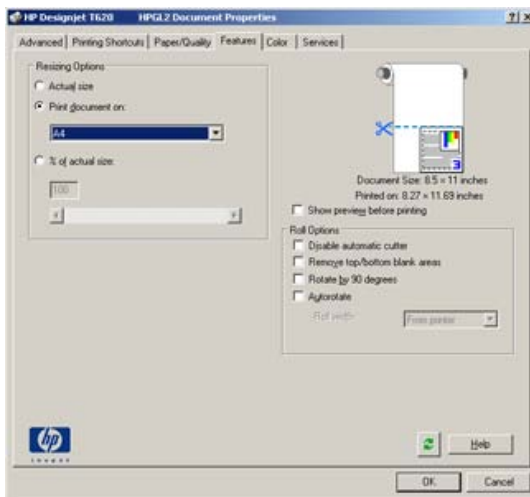 HP Designjet T620 HPGL2 Document Properties
Advanced Printing Shortcuts Paper/Quality Features Color Services
Resizing Options
Actual size
Print document on:
A4
% of actual size:
100
3
Document Size: 8.5 × 11 inches
Printed on: 8.27 × 11.69 inches
Show preview before printing
Roll Options
Disable automatic cutter
Remove top/bottom blank areas
Rotate by 90 degrees
Autorotate
Roll width: From printer
hp
invent
Help
OK Cancel